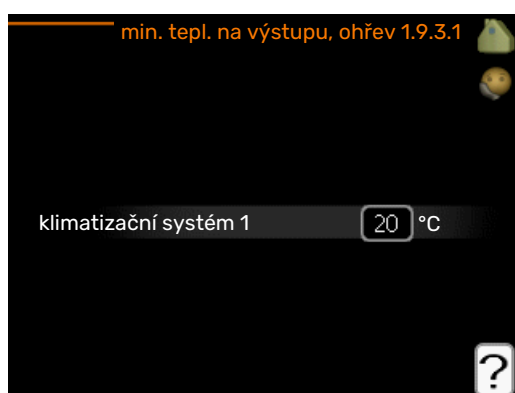 min. tepl. na výstupu, ohřev 1.9.3.1
klimatizační systém 1 20 °C
?